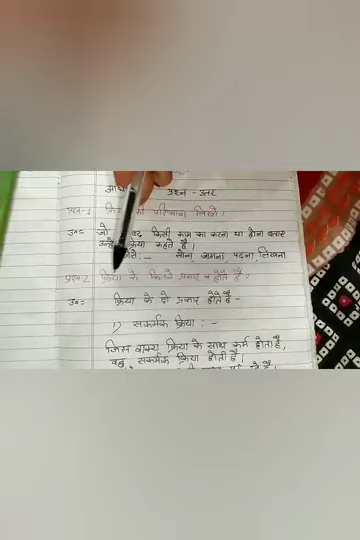 प्रश्न - उत्तर
प्रश्न-1 परिभाषा लिखो।
उ०= जो किसी काम का करना या होना बताए
उन्हें क्रिया कहते हैं।
सोना, जागना, पढ़ना, लिखना
प्रश्न-2 क्रिया के कितने प्रकार होते हैं?
उ०= क्रिया के दो प्रकार होते हैं-
1) सकर्मक क्रिया : -
जिस वाक्य क्रिया के साथ कर्म होता है,
वह सकर्मक क्रिया होती है।